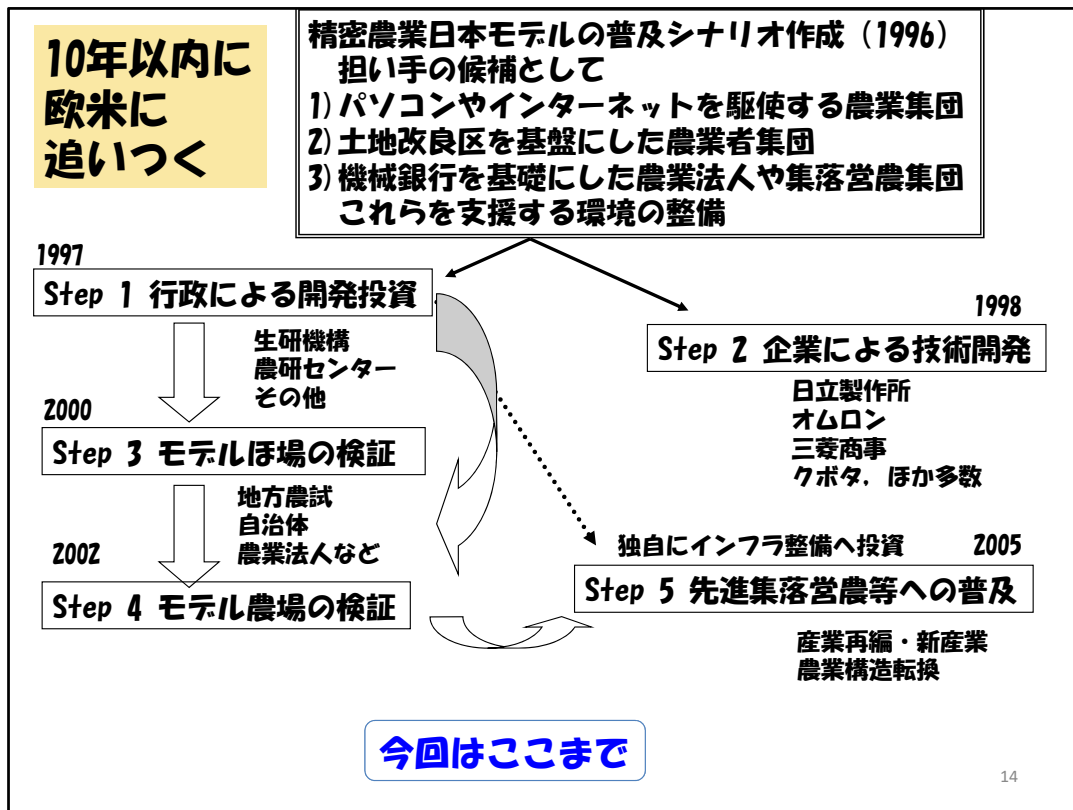 10年以内に
欧米に
追いつく
精密農業日本モデルの普及シナリオ作成（1996）
担い手の候補として
1）パソコンやインターネットを駆使する農業集団
2）土地改良区を基盤にした農業者集団
3）機械銀行を基礎にした農業法人や集落営農集団
これらを支援する環境の整備
1997
Step 1 行政による開発投資
生研機構
農研センター
その他
1998
Step 2 企業による技術開発
日立製作所
オムロン
三菱商事
クボタ，ほか多数
2000
Step 3 モデルほ場の検証
地方農試
自治体
農業法人など
2002
Step 4 モデル農場の検証
独自にインフラ整備へ投資 2005
Step 5 先進集落営農等への普及
産業再編・新産業
農業構造転換
今回はここまで
14